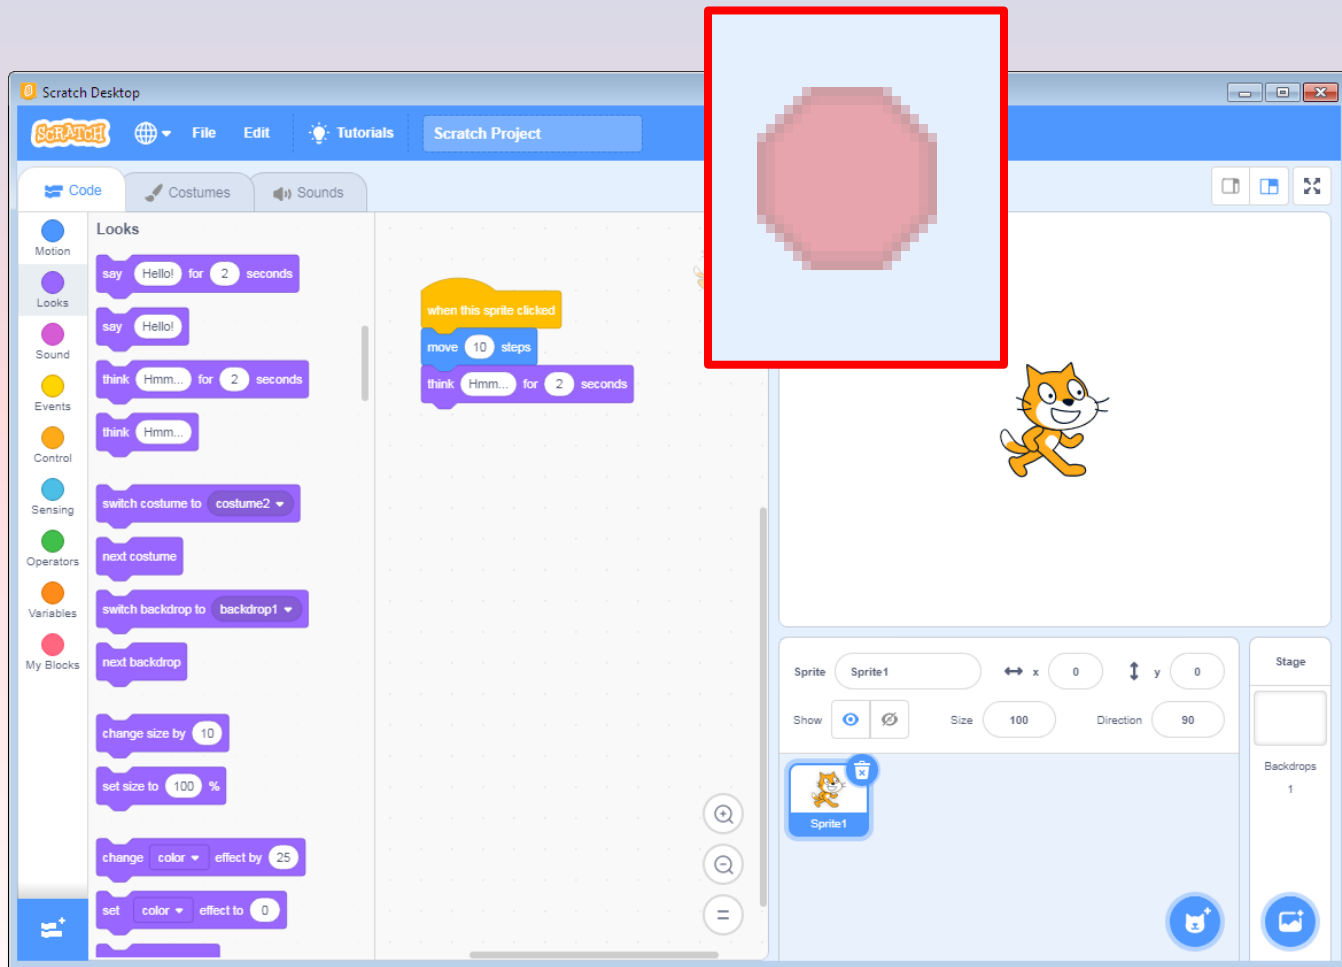 Scratch Desktop
SCRATCH File Edit Tutorials Scratch Project
Code Costumes Sounds
Motion
Looks
Sound
Events
Control
Sensing
Operators
Variables
My Blocks
Looks
say Hello! for 2 seconds
say Hello!
think Hmm... for 2 seconds
think Hmm...
switch costume to costume2
next costume
switch backdrop to backdrop1
next backdrop
change size by 10
set size to 100 %
change color effect by 25
set color effect to 0
when this sprite clicked
move 10 steps
think Hmm... for 2 seconds
Sprite Sprite1 x 0 y 0
Show Size 100 Direction 90
Sprite1
Stage
Backdrops
1